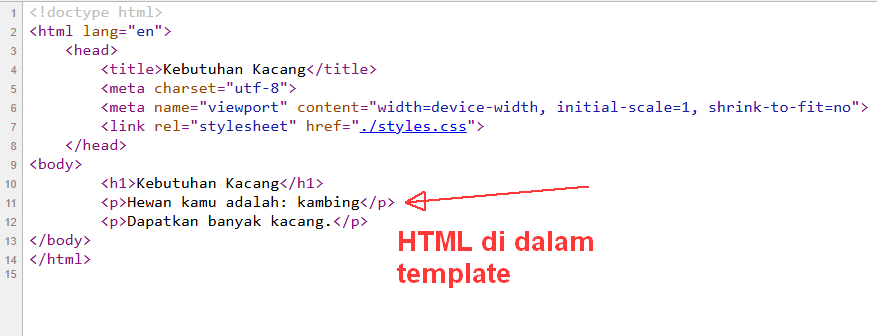 1 <!doctype html>
2 <html lang="en">
3 <head>
4 <title>Kebutuhan Kacang</title>
5 <meta charset="utf-8">
6 <meta name="viewport" content="width=device-width, initial-scale=1, shrink-to-fit=no">
7 <link rel="stylesheet" href="./styles.css">
8 </head>
9 <body>
10 <h1>Kebutuhan Kacang</h1>
11 <p>Hewan kamu adalah: kambing</p>
12 <p>Dapatkan banyak kacang.</p>
13 </body>
14 </html>
15
HTML di dalam
template